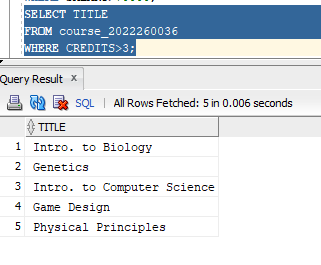 SELECT TITLE
FROM course_2022260036
WHERE CREDITS>3;
Query Result x
SQL | All Rows Fetched: 5 in 0.006 seconds
TITLE
1 Intro. to Biology
2 Genetics
3 Intro. to Computer Science
4 Game Design
5 Physical Principles